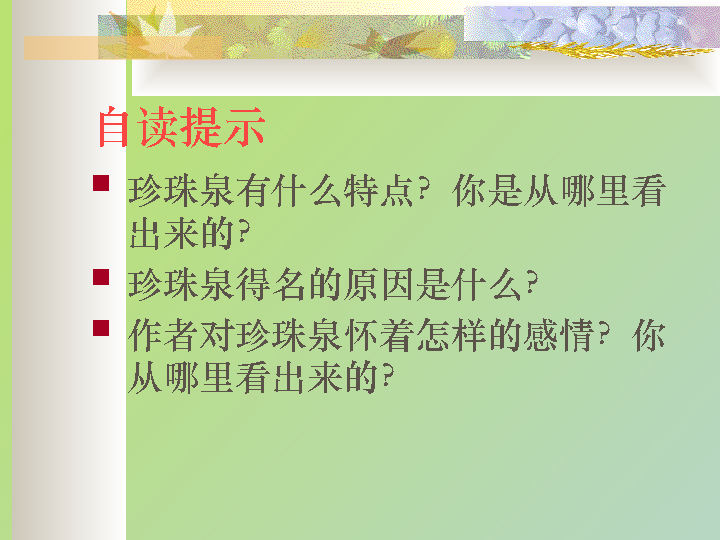 自读提示
珍珠泉有什么特点？你是从哪里看
出来的？
珍珠泉得名的原因是什么？
作者对珍珠泉怀着怎样的感情？你
从哪里看出来的？